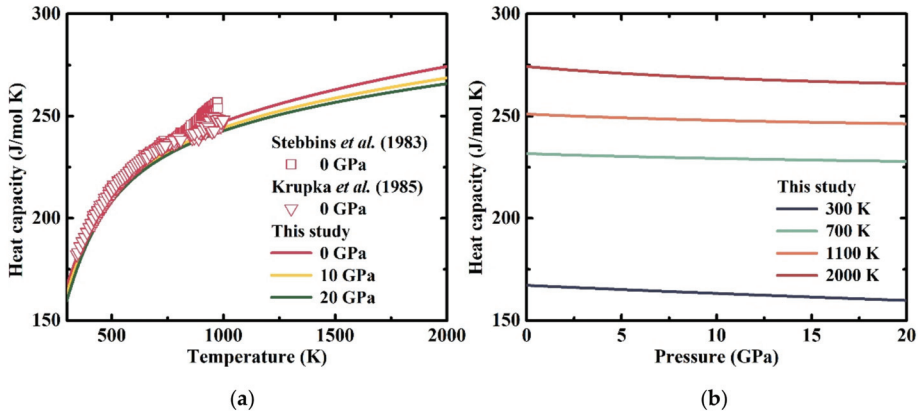 (a)
300
250
200
150
500
1000
1500
2000
Heat capacity (J/mol K)
Temperature (K)
Stebbins et al. (1983)
0 GPa
Krupka et al. (1985)
0 GPa
This study
0 GPa
10 GPa
20 GPa
(a)
(b)
300
250
200
150
0
5
10
15
20
Heat capacity (J/mol K)
Pressure (GPa)
This study
300 K
700 K
1100 K
2000 K
(b)